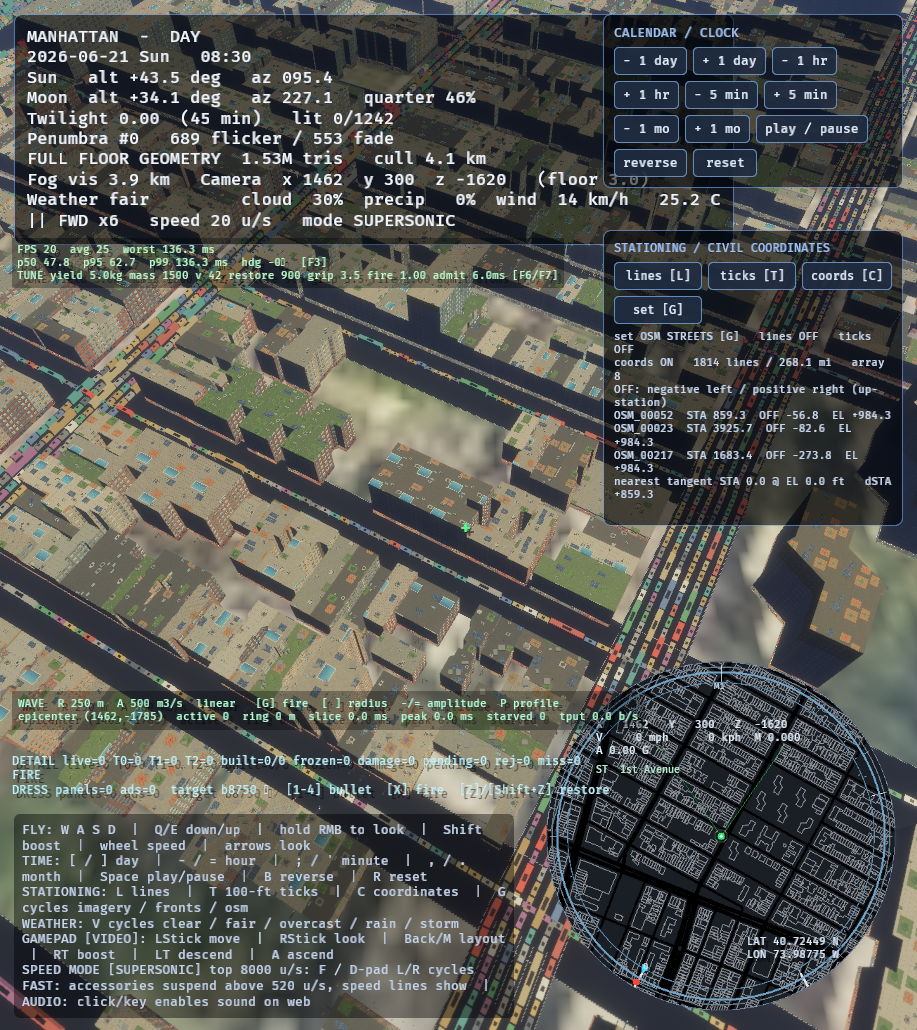 MANHATTAN - DAY
2026-06-21 Sun 08:30
Sun alt +43.5 deg az 095.4
Moon alt +34.1 deg az 227.1 quarter 46%
Twilight 0.00 (45 min) lit 0/1242
Penumbra #0 689 flicker / 553 fade
FULL FLOOR GEOMETRY 1.53M tris cull 4.1 km
Fog vis 3.9 km Camera x 1462 y 300 z -1620 (floor 3.0)
Weather fair cloud 30% precip 0% wind 14 km/h 25.2 C
|| FWD x6 speed 20 u/s mode SUPERSONIC
FPS 20 avg 25 worst 136.3 ms
p50 47.8 p95 62.7 p99 136.3 ms hdg -0 [F3]
TUNE yield 5.0kg mass 1500 v 42 restore 900 grip 3.5 fire 1.00 admit 6.0ms [F6/F7]
CALENDAR / CLOCK
- 1 day + 1 day - 1 hr
+ 1 hr - 5 min + 5 min
- 1 mo + 1 mo play / pause
reverse reset
STATIONING / CIVIL COORDINATES
lines [L] ticks [T] coords [C]
set [G]
set OSM STREETS [G] lines OFF ticks
OFF
coords ON 1814 lines / 268.1 mi array
8
OFF: negative left / positive right (up-
station)
OSM_00052 STA 859.3 OFF -56.8 EL +984.3
OSM_00023 STA 3925.7 OFF -82.6 EL
+984.3
OSM_00217 STA 1683.4 OFF -273.8 EL
+984.3
nearest tangent STA 0.0 @ EL 0.0 ft dSTA
+859.3
WAVE R 250 m A 500 m3/s linear [G] fire [ ] radius -/= amplitude P profile
epicenter (1462,-1785) active 0 ring 0 m slice 0.0 ms peak 0.0 ms starved 0 tput 0.0 b/s
DETAIL live=0 T0=0 T1=0 T2=0 built=0/0 frozen=0 damage=0 pending=0 rej=0 miss=0
FIRE
DRESS panels=0 ads=0 target b8750 [1-4] bullet [X] fire [Z]/[Shift+Z] restore
FLY: W A S D | Q/E down/up | hold RMB to look | Shift
boost | wheel speed | arrows look
TIME: [ / ] day | - / = hour | ; / ' minute | , / .
month | Space play/pause | B reverse | R reset
STATIONING: L lines | T 100-ft ticks | C coordinates | G
cycles imagery / fronts / osm
WEATHER: V cycles clear / fair / overcast / rain / storm
GAMEPAD [VIDEO]: LStick move | RStick look | Back/M layout
| RT boost | LT descend | A ascend
SPEED MODE [SUPERSONIC] top 8000 u/s: F / D-pad L/R cycles
FAST: accessories suspend above 520 u/s, speed lines show |
AUDIO: click/key enables sound on web
1462 Y 300 Z -1620
V 0 mph 0 kph M 0.000
A 0.00 G
ST 1st Avenue
LAT 40.72449 N
LON 73.98775 W